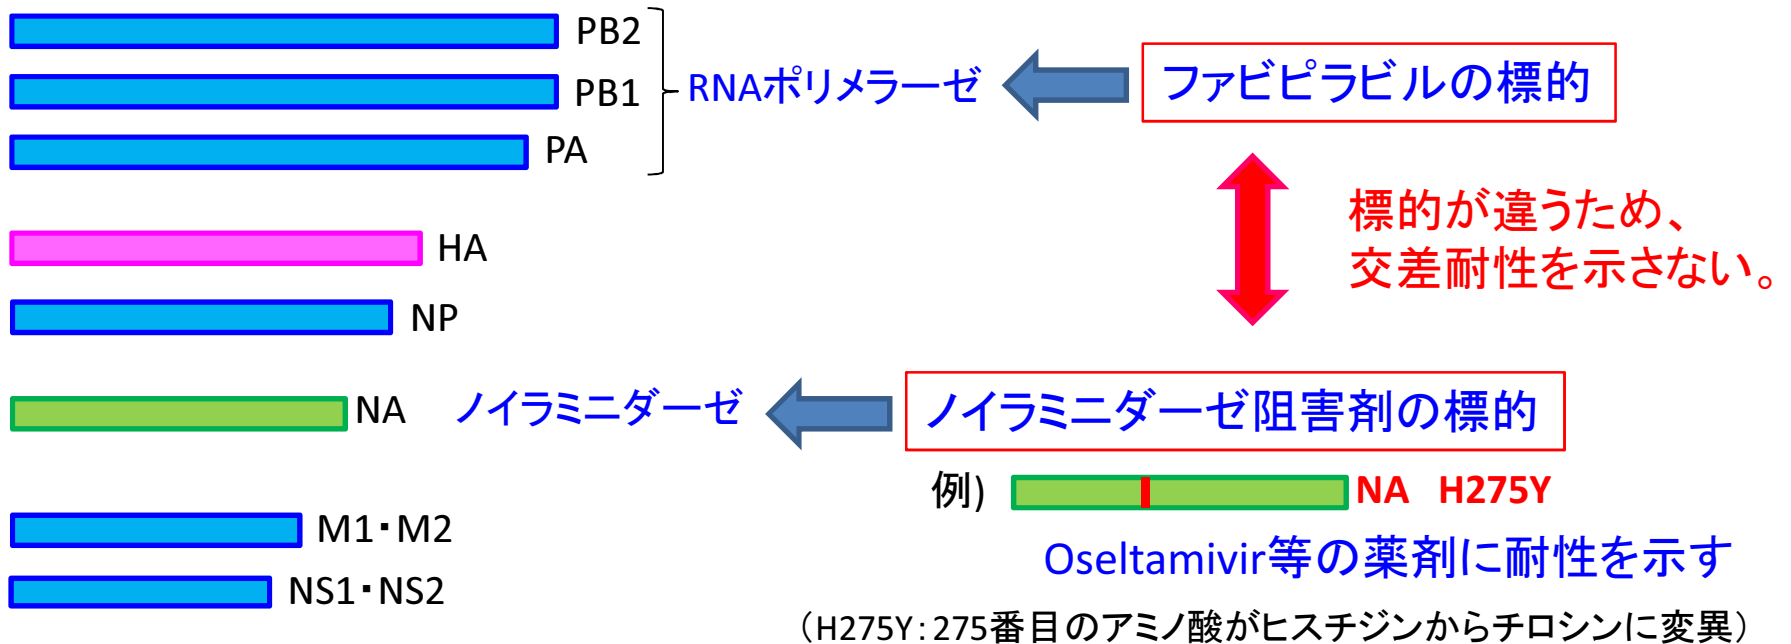 PB2
PB1
PA
RNAポリメラーゼ
ファビピラビルの標的
標的が違うため、
交差耐性を示さない。
HA
NP
NA
ノイラミニダーゼ
ノイラミニダーゼ阻害剤の標的
例)
NA H275Y
M1・M2
Oseltamivir等の薬剤に耐性を示す
NS1・NS2
（H275Y：275番目のアミノ酸がヒスチジンからチロシンに変異）